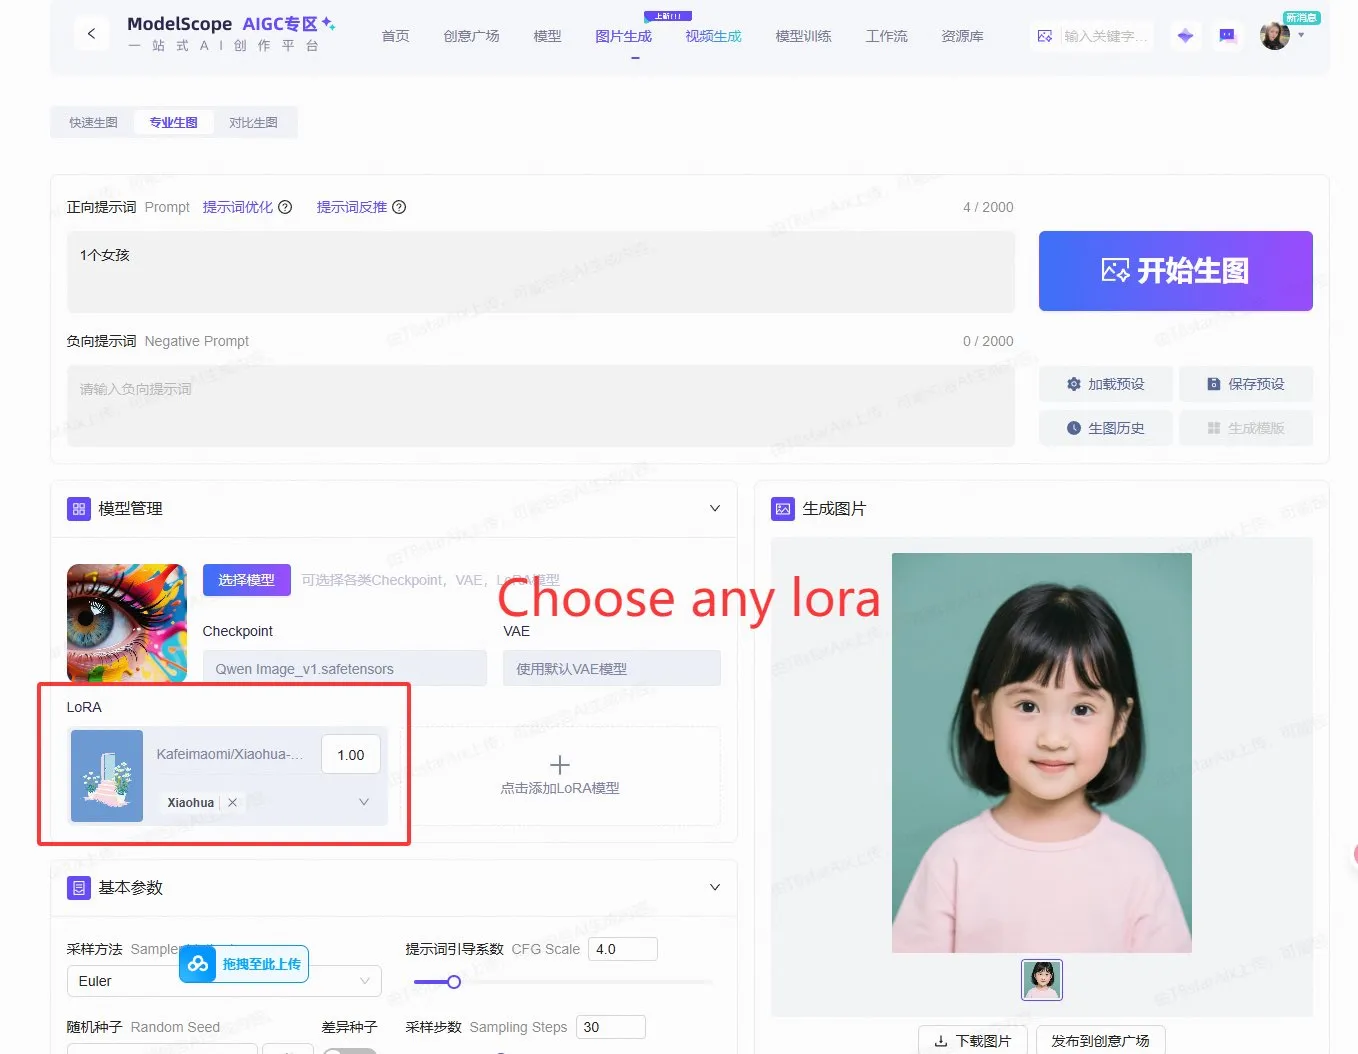 ModelScope AIGC专区
一站式AI创作平台
首页
创意广场
模型
图片生成
上新!!!
视频生成
模型训练
工作流
资源库
输入关键字...
新消息
快速生图
专业生图
对比生图
正向提示词 Prompt 提示词优化 提示词反推 4 / 2000
1个女孩
开始生图
负向提示词 Negative Prompt 0 / 2000
请输入负向提示词
加载预设
保存预设
生图历史
生成模版
模型管理
选择模型 可选择各类Checkpoint，VAE，LoRA模型
Choose any lora
Checkpoint
VAE
Qwen Image_v1.safetensors
使用默认VAE模型
LoRA
Kafeimaomi/Xiaohua-...
1.00
Xiaohua
点击添加LoRA模型
基本参数
采样方法 Sampler
拖拽至此上传
Euler
提示词引导系数 CFG Scale 4.0
随机种子 Random Seed
差异种子
采样步数 Sampling Steps 30
生成图片
下载图片
发布到创意广场